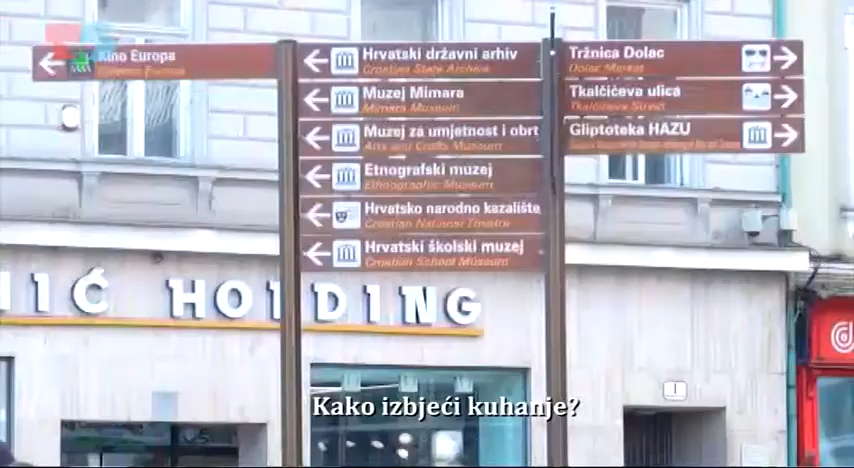 Kino Europa
Hrvatski državni arhiv
Croatian State Archive
Muzej Mimara
Mimara Museum
Muzej za umjetnost i obrt
Arts and Crafts Museum
Etnografski muzej
Ethnographic Museum
Hrvatsko narodno kazalište
Croatian National Theatre
Hrvatski školski muzej
Croatian School Museum
Tržnica Dolac
Dolac Market
Tkalčićeva ulica
Tkalčićeva Street
Gliptoteka HAZU
NIĆ HOLDING
Kako izbjeći kuhanje?